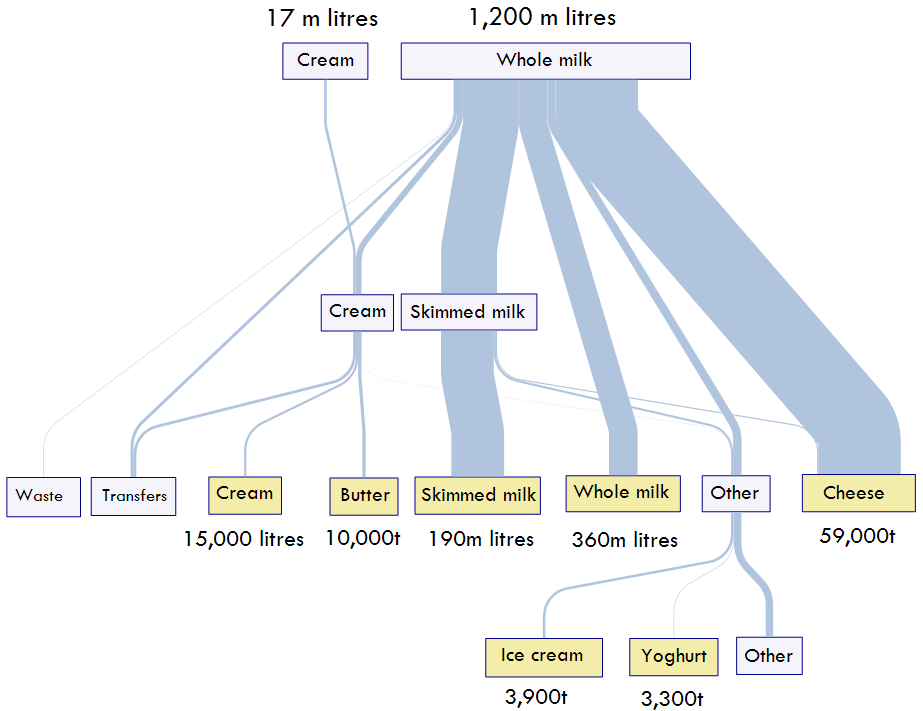 17 m litres
1,200 m litres
Cream
Whole milk
Cream
Skimmed milk
Waste
Transfers
Cream
Butter
Skimmed milk
Whole milk
Other
Cheese
15,000 litres
10,000t
190m litres
360m litres
59,000t
Ice cream
Yoghurt
Other
3,900t
3,300t